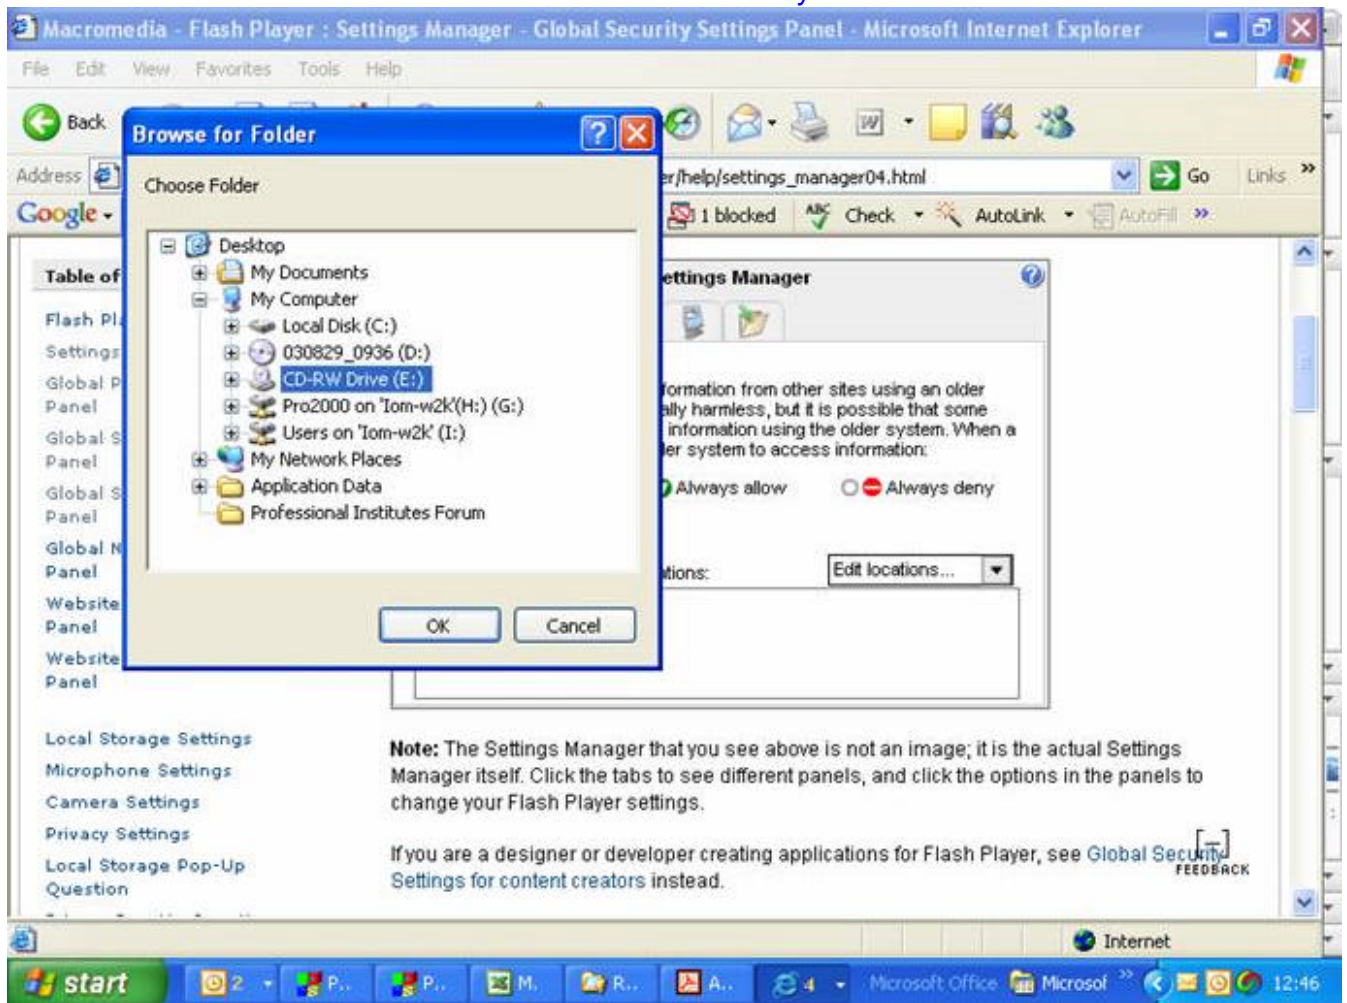 Macromedia - Flash Player : Settings Manager - Global Security Settings Panel - Microsoft Internet Explorer
File Edit View Favorites Tools Help
Back
Address er/help/settings_manager04.html Go Links »
Google 1 blocked ABC Check AutoLink AutoFill »
Browse for Folder
Choose Folder
Desktop
My Documents
My Computer
Local Disk (C:)
030829_0936 (D:)
CD-RW Drive (E:)
Pro2000 on 'Iom-w2k'(H:) (G:)
Users on 'Iom-w2k' (I:)
My Network Places
Application Data
Professional Institutes Forum
OK Cancel
Table of
Flash Pla
Settings
Global P
Panel
Global S
Panel
Global S
Panel
Global N
Panel
Website
Panel
Website
Panel
Local Storage Settings
Microphone Settings
Camera Settings
Privacy Settings
Local Storage Pop-Up
Question
ettings Manager
formation from other sites using an older
ally harmless, but it is possible that some
information using the older system. When a
er system to access information:
Always allow Always deny
ations: Edit locations...
Note: The Settings Manager that you see above is not an image; it is the actual Settings
Manager itself. Click the tabs to see different panels, and click the options in the panels to
change your Flash Player settings.
If you are a designer or developer creating applications for Flash Player, see Global Security
Settings for content creators instead.
[–]
FEEDBACK
Internet
start 2 P.. P.. M. R.. A.. 4 Microsoft Office Microsof » 12:46